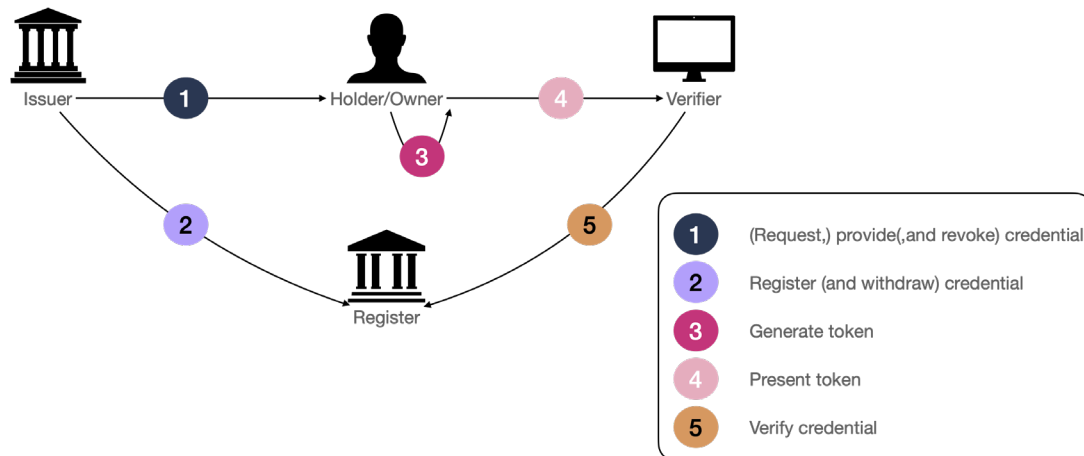 Issuer
1
Holder/Owner
4
Verifier
3
2
5
Register
1 (Request,) provide(,and revoke) credential
2 Register (and withdraw) credential
3 Generate token
4 Present token
5 Verify credential